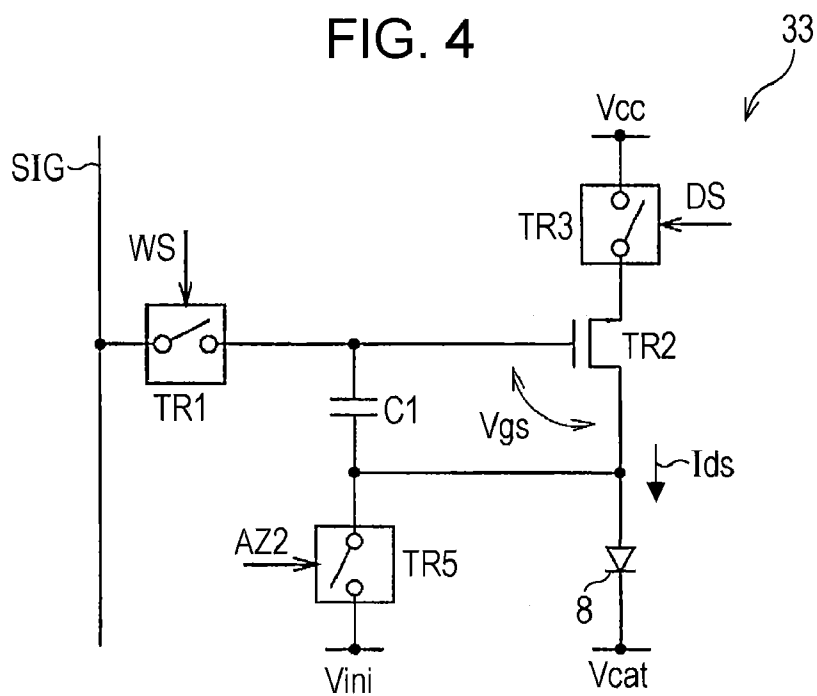 FIG. 4
33
Vcc
SIG
DS
TR3
WS
TR2
TR1
C1
Vgs
Ids
AZ2
TR5
8
Vini
Vcat